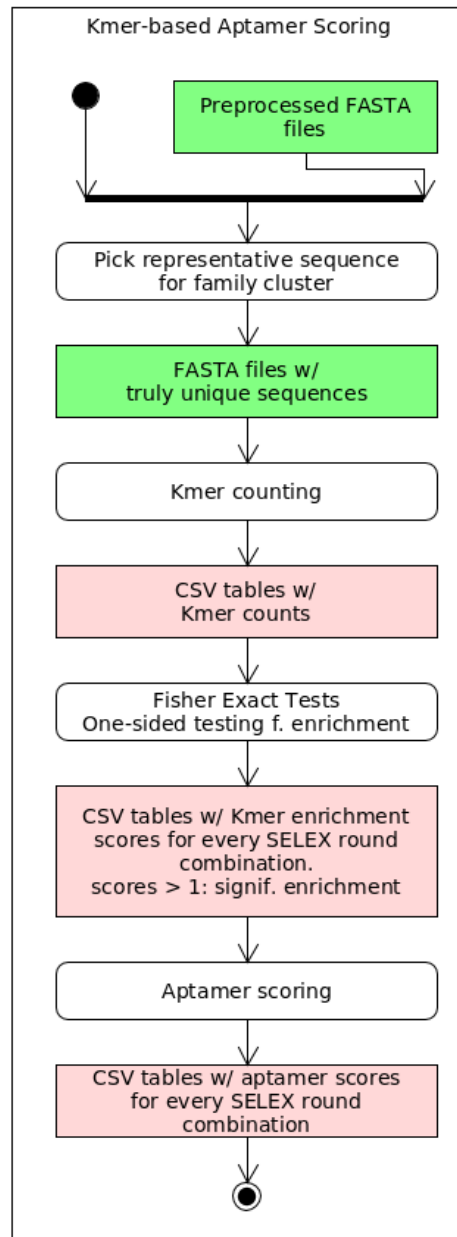 Kmer-based Aptamer Scoring
Preprocessed FASTA
files
Pick representative sequence
for family cluster
FASTA files w/
truly unique sequences
Kmer counting
CSV tables w/
Kmer counts
Fisher Exact Tests
One-sided testing f. enrichment
CSV tables w/ Kmer enrichment
scores for every SELEX round
combination.
scores > 1: signif. enrichment
Aptamer scoring
CSV tables w/ aptamer scores
for every SELEX round
combination